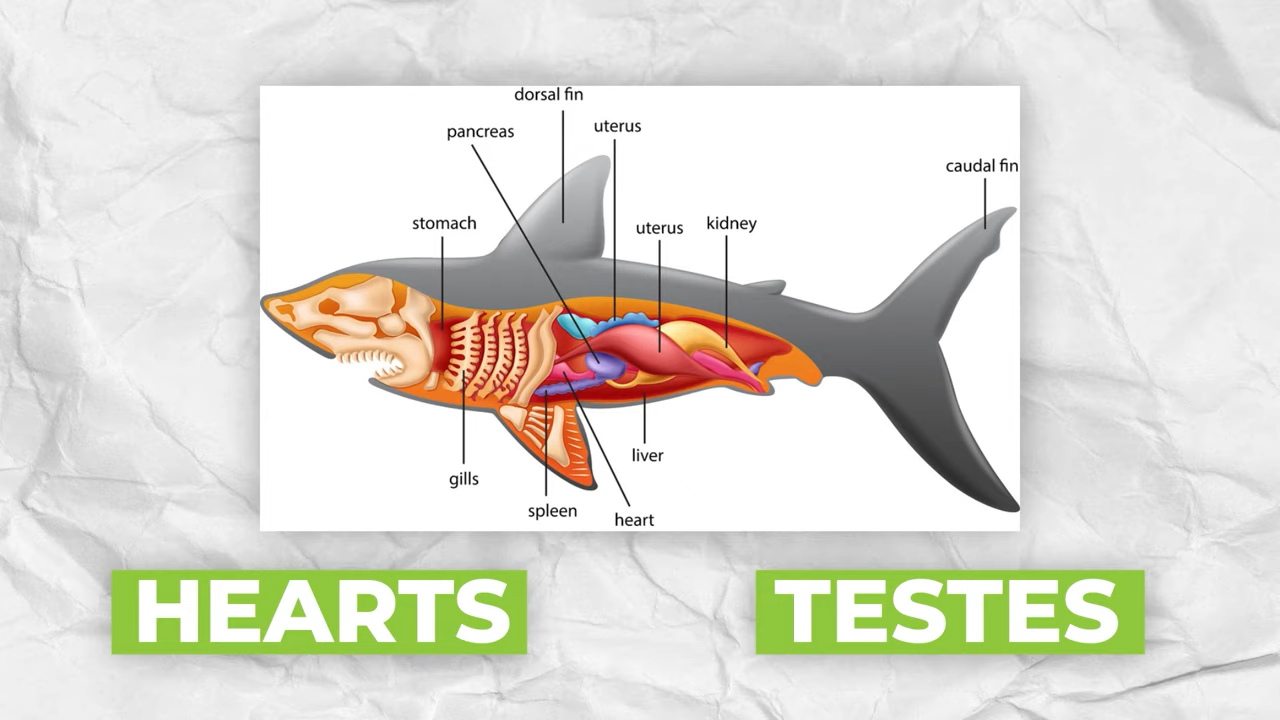 dorsal fin
pancreas
uterus
caudal fin
stomach
uterus
kidney
liver
gills
spleen
heart
HEARTS
TESTES